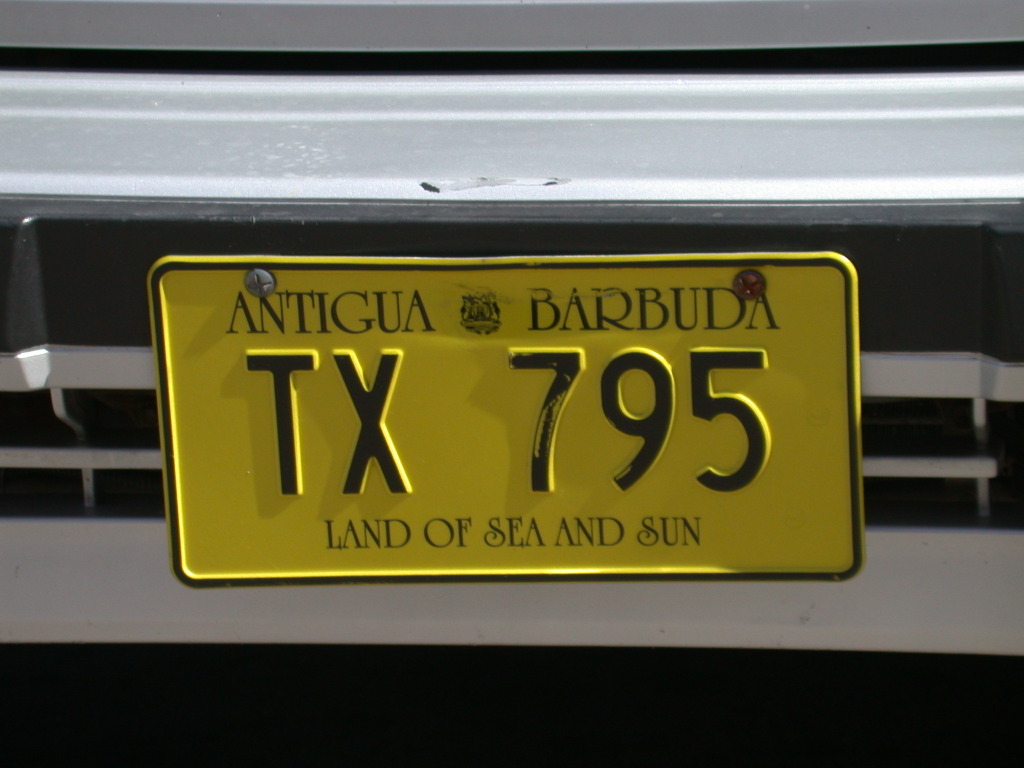 ANTIGUA BARBUDA
TX 795
LAND OF SEA AND SUN